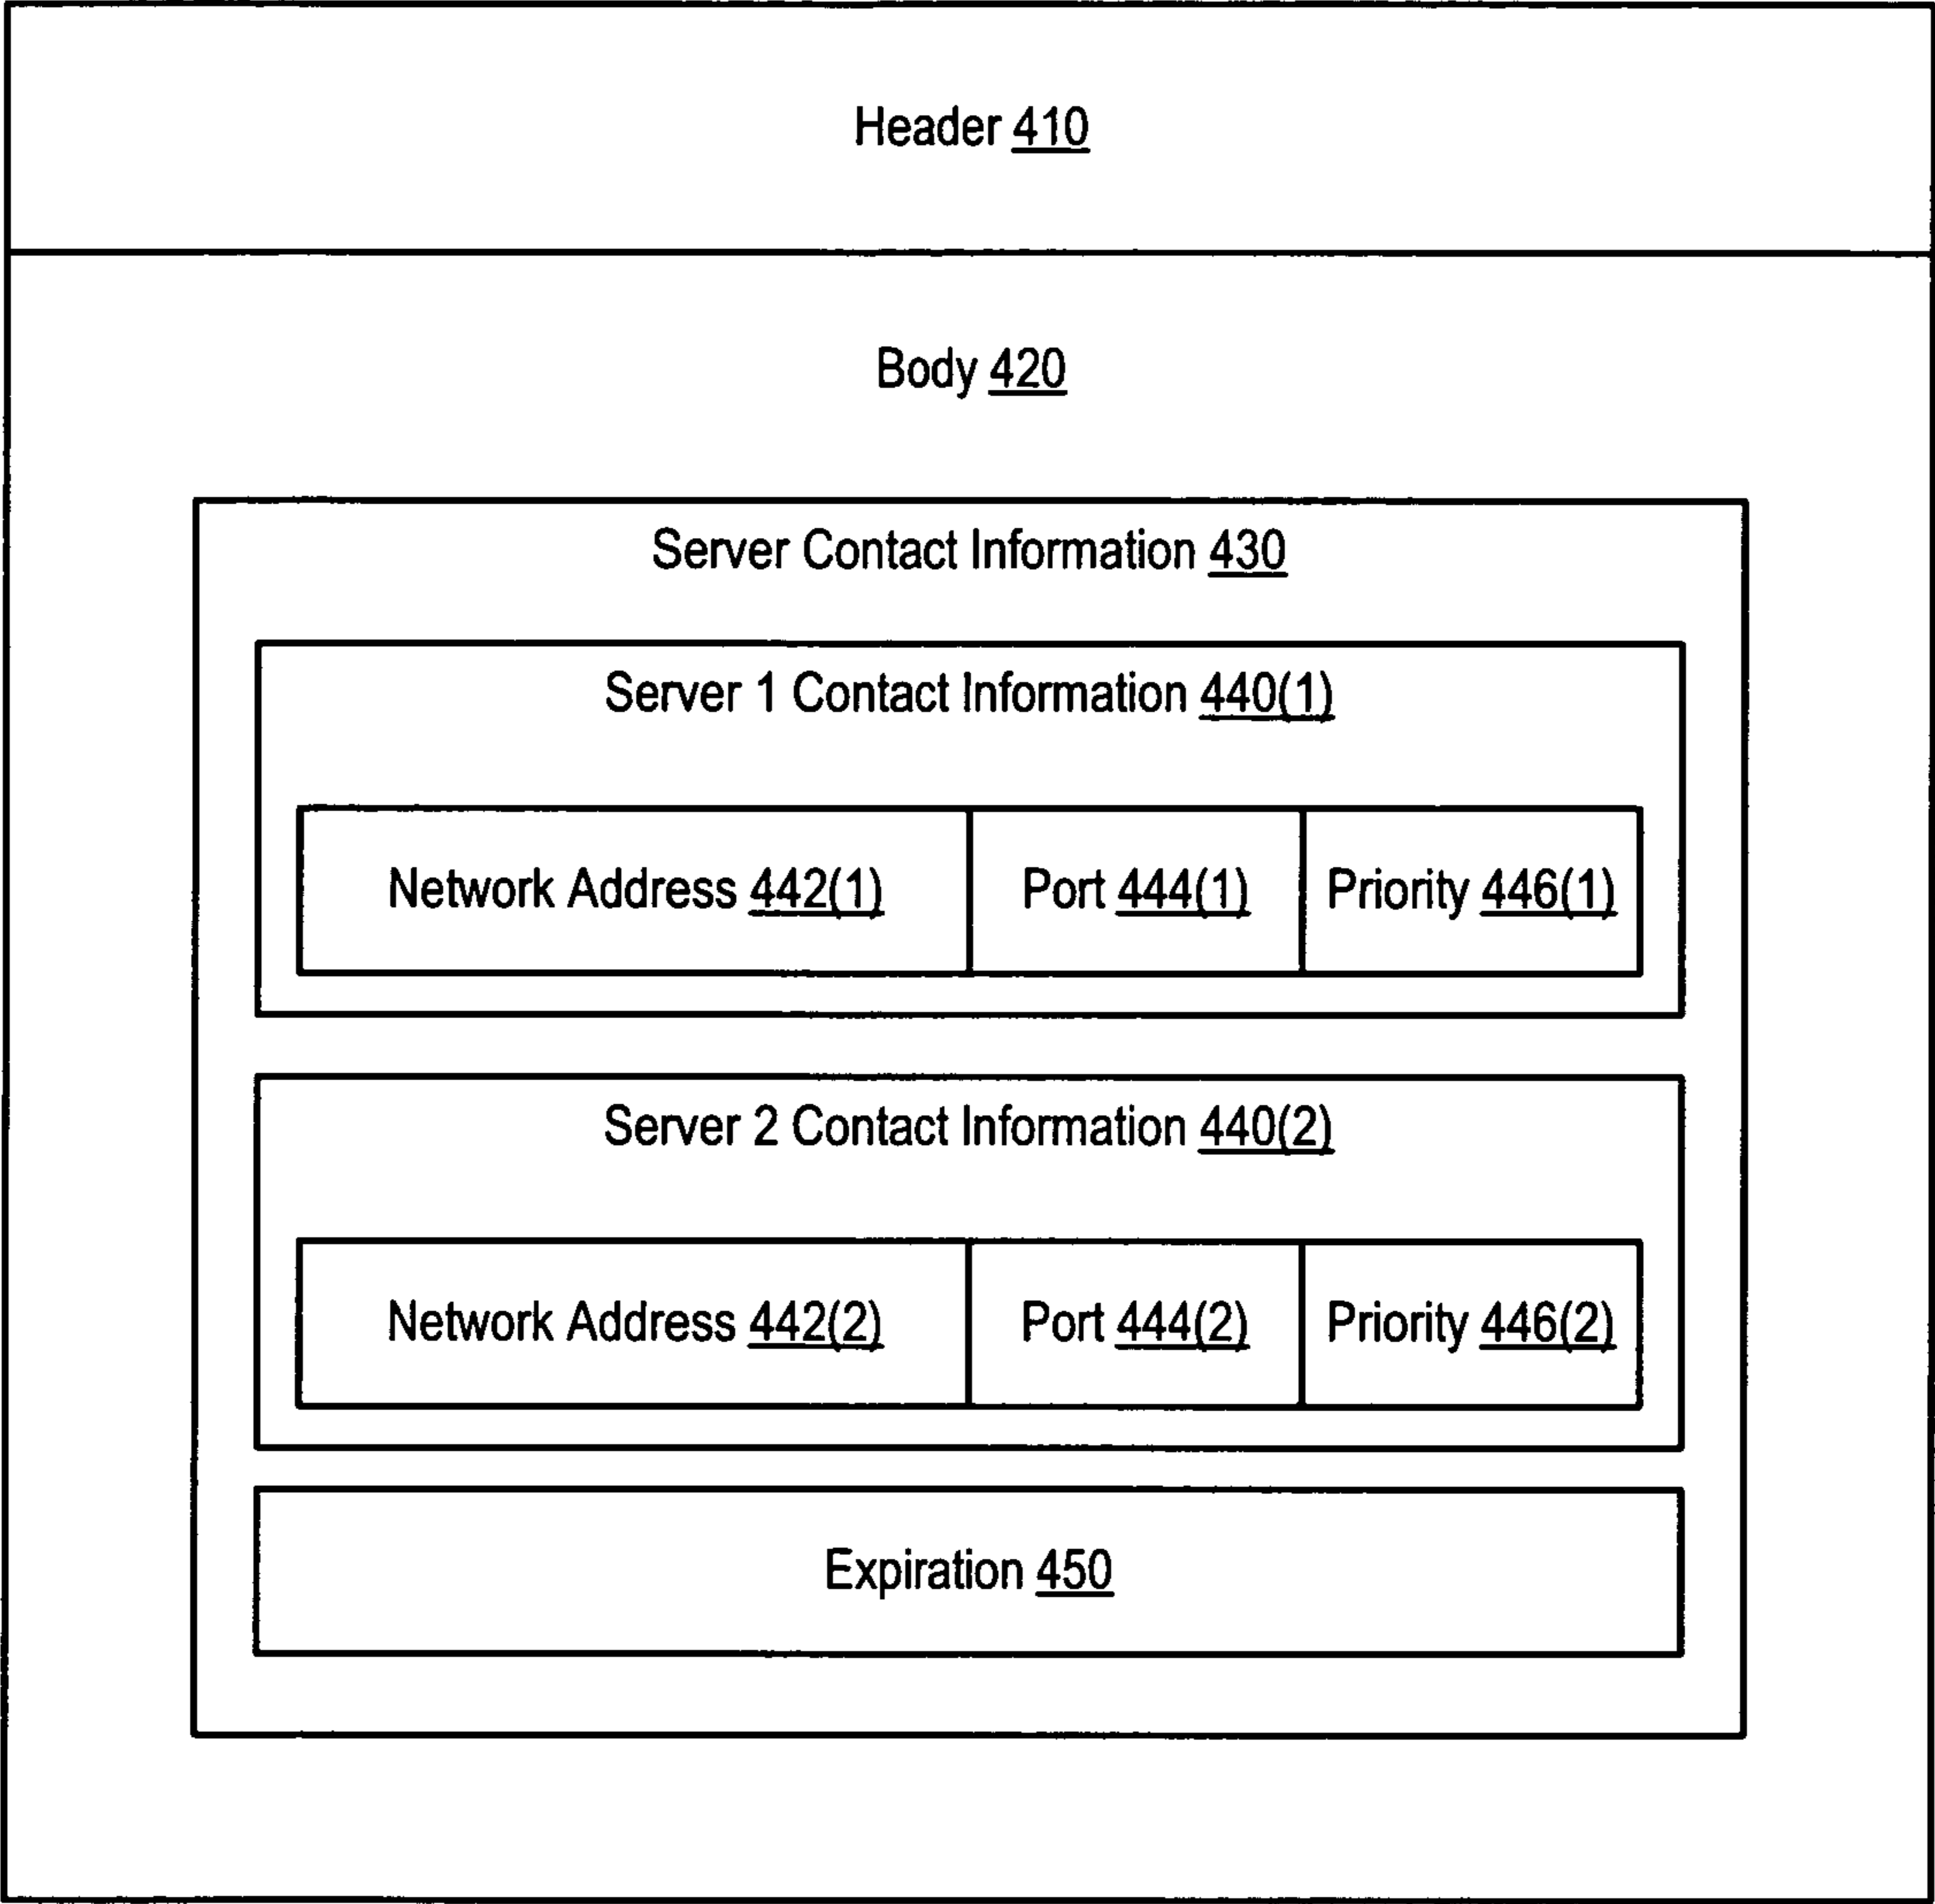 Header 410
Body 420
Server Contact Information 430
Server 1 Contact Information 440(1)
Network Address 442(1) Port 444(1) Priority 446(1)
Server 2 Contact Information 440(2)
Network Address 442(2) Port 444(2) Priority 446(2)
Expiration 450